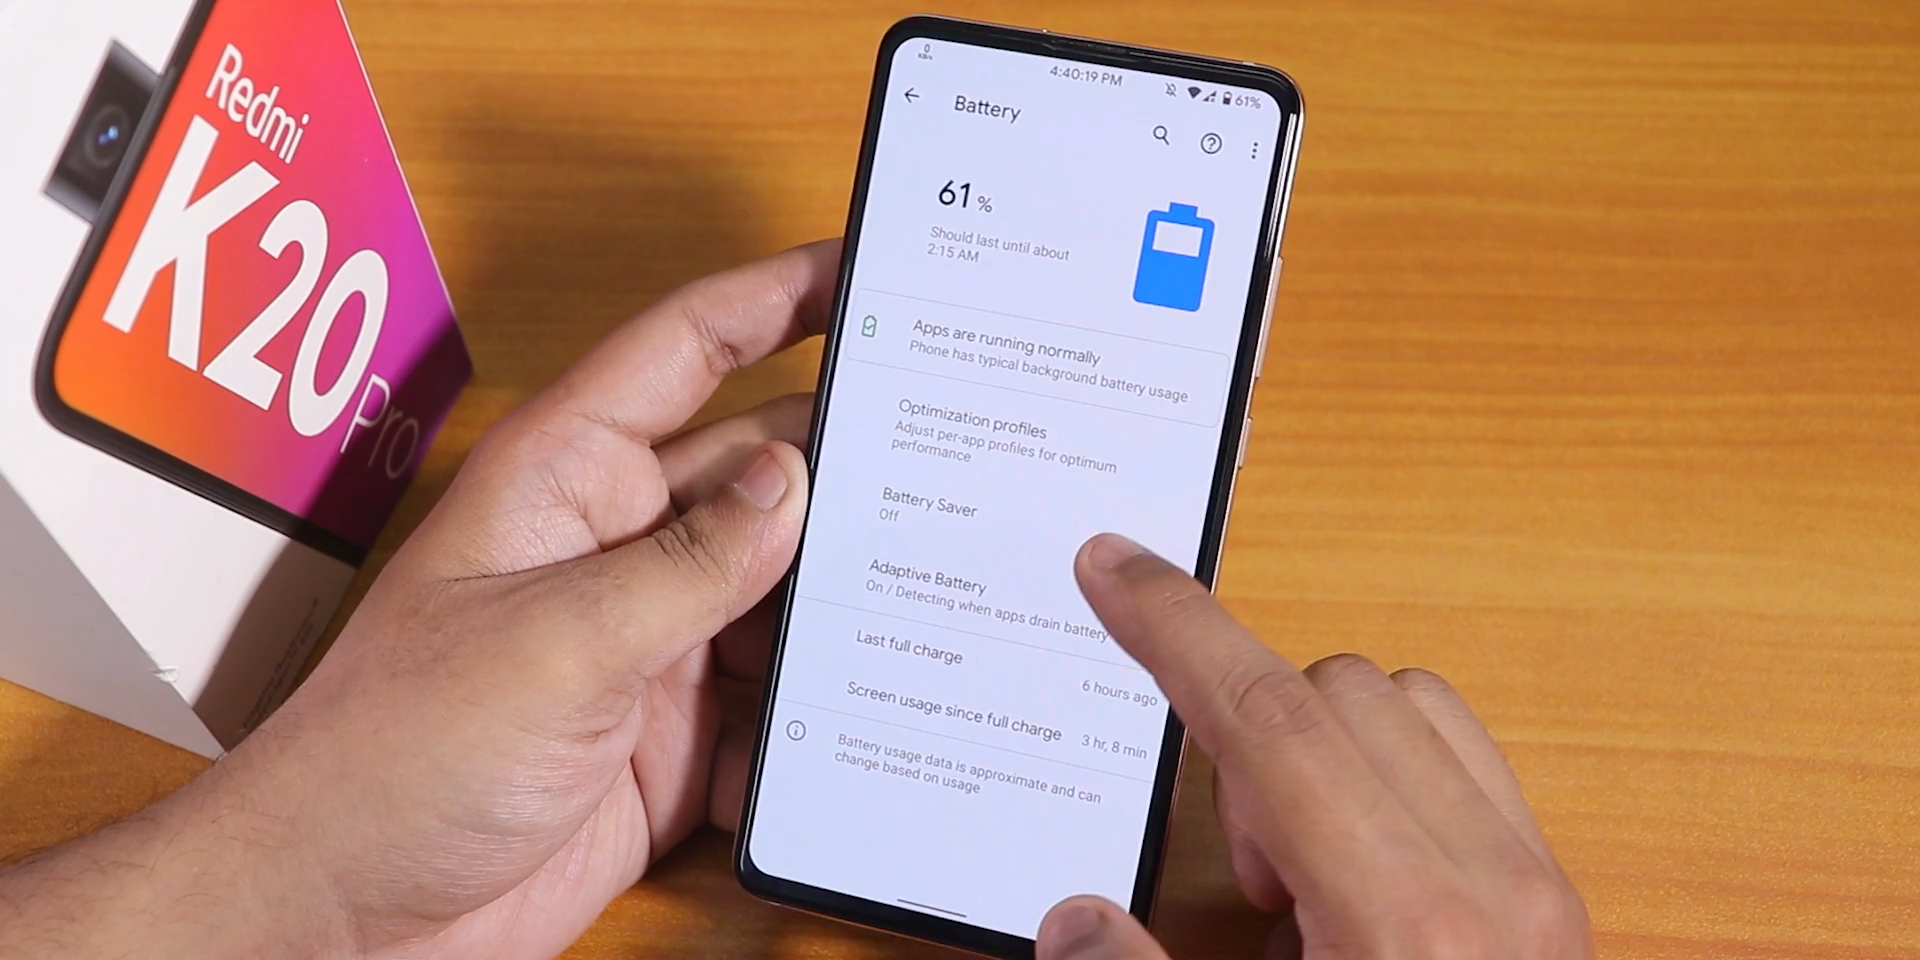 Redmi
K20
Pro
0
KB/s
4:40:19 PM
61%
Battery
61 %
Should last until about
2:15 AM
Apps are running normally
Phone has typical background battery usage
Optimization profiles
Adjust per-app profiles for optimum
performance
Battery Saver
Off
Adaptive Battery
On / Detecting when apps drain battery
Last full charge
6 hours ago
Screen usage since full charge
3 hr, 8 min
Battery usage data is approximate and can
change based on usage